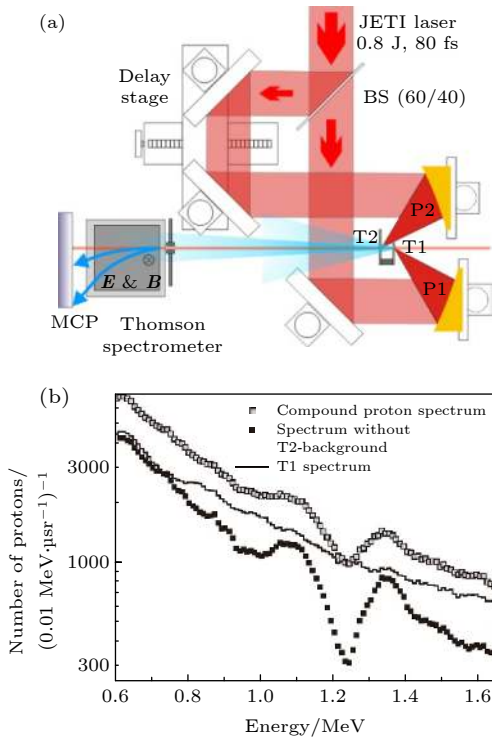 (a)
JETI laser
0.8 J, 80 fs
Delay
stage
BS (60/40)
P2
T2
T1
P1
E & B
MCP
Thomson
spectrometer
(b)
Compound proton spectrum
Spectrum without
T2-background
T1 spectrum
Number of protons/
(0.01 MeV·μsr⁻¹)⁻¹
3000
1000
300
0.6 0.8 1.0 1.2 1.4 1.6
Energy/MeV